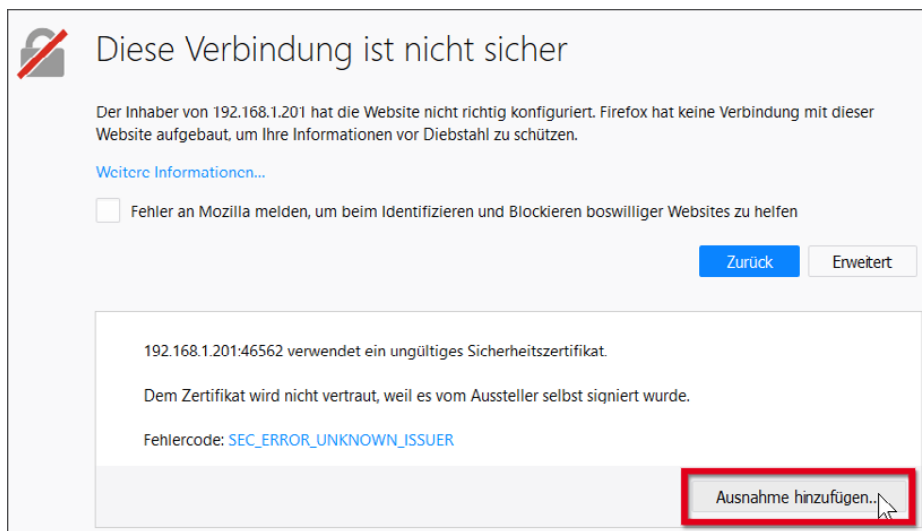 Diese Verbindung ist nicht sicher
Der Inhaber von 192.168.1.201 hat die Website nicht richtig konfiguriert. Firefox hat keine Verbindung mit dieser
Website aufgebaut, um Ihre Informationen vor Diebstahl zu schützen.
Weitere Informationen...
Fehler an Mozilla melden, um beim Identifizieren und Blockieren boswilliger Websites zu helfen
Zurück
Erweitert
192.168.1.201:46562 verwendet ein ungültiges Sicherheitszertifikat.
Dem Zertifikat wird nicht vertraut, weil es vom Aussteller selbst signiert wurde.
Fehlercode: SEC_ERROR_UNKNOWN_ISSUER
Ausnahme hinzufügen...